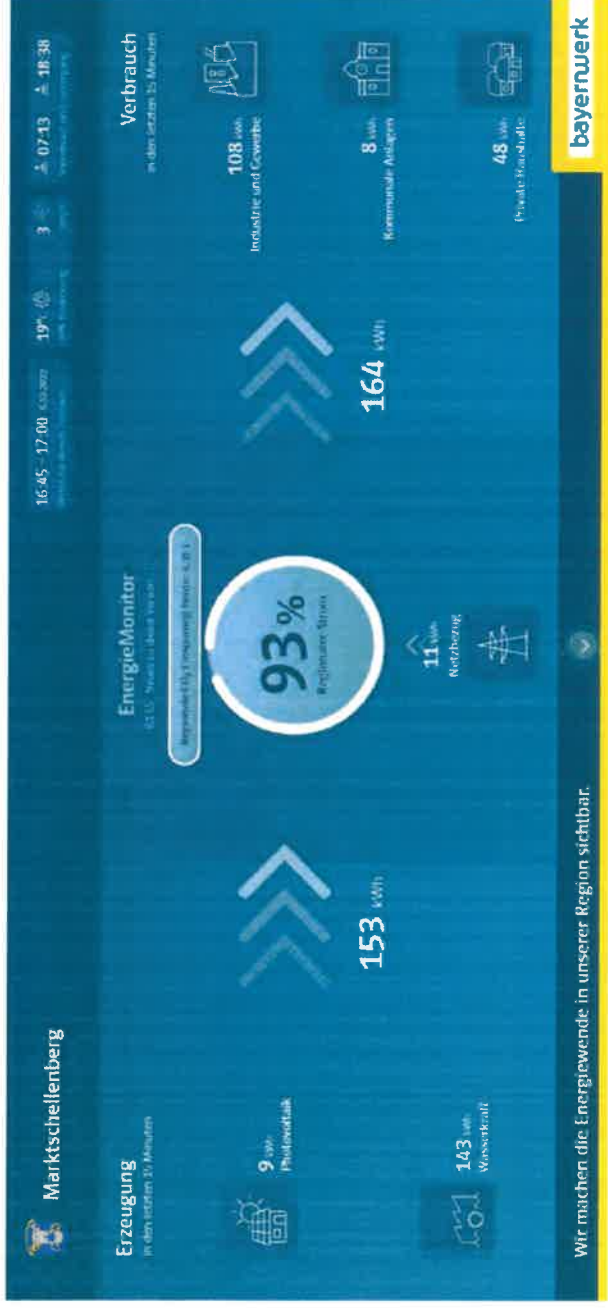 Marktschellenberg
16:45 - 17:00
19°
3
07:13
18:38
Erzeugung
in den letzten 15 Minuten
9 kWh
Photovoltaik
143 kWh
Wasserkraft
153 kWh
EnergieMonitor
93%
Regionaler Strom
11 kWh
Netzbezug
164 kWh
Verbrauch
in den letzten 15 Minuten
108 kWh
Industrie und Gewerbe
8 kWh
Kommunale Anlagen
48 kWh
Private Haushalte
Wir machen die Energiewende in unserer Region sichtbar.
bayernwerk